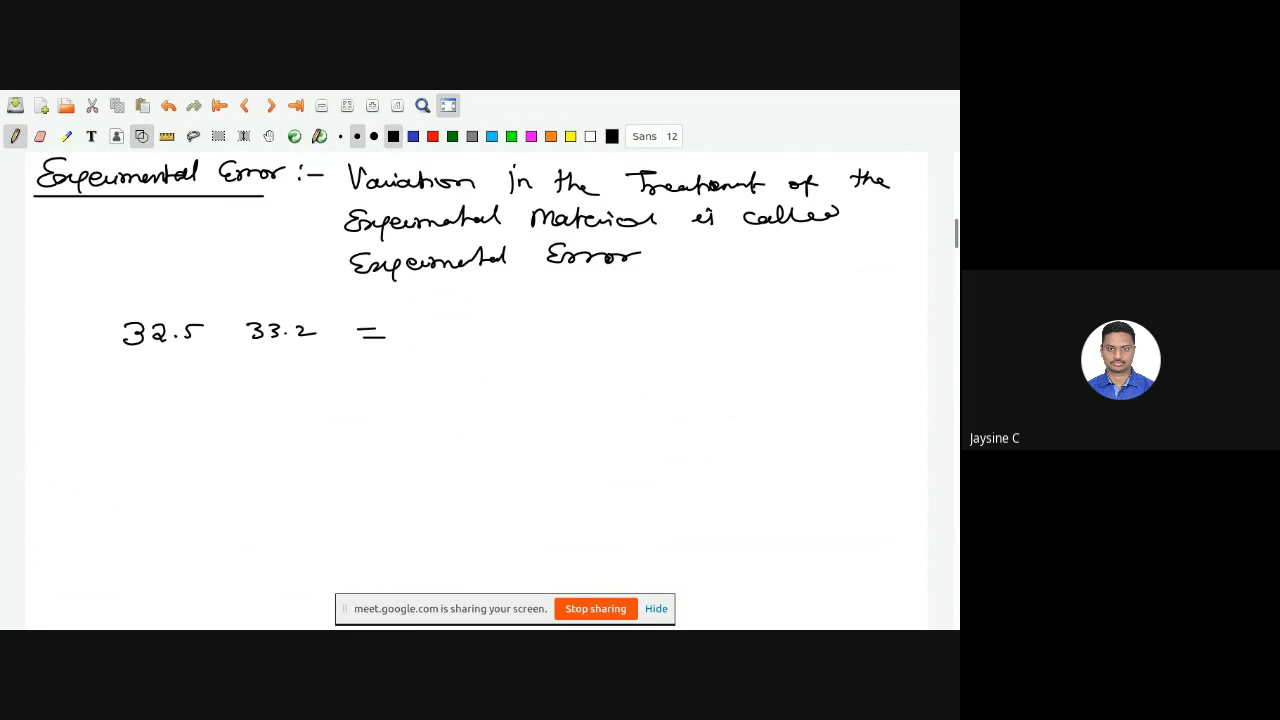 Sans 12
Experimental Error :- Variation in the Treatment of the
Experimental Material is called
Experimental Error
32.5 33.2 =
Jaysine C
meet.google.com is sharing your screen. Stop sharing Hide